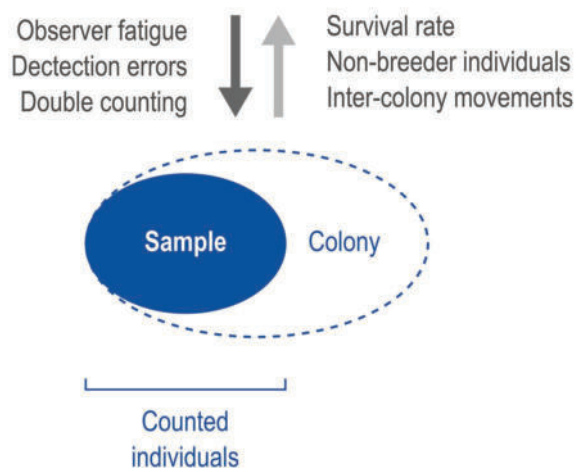 Observer fatigue
Dectection errors
Double counting
Survival rate
Non-breeder individuals
Inter-colony movements
Sample
Colony
Counted
individuals